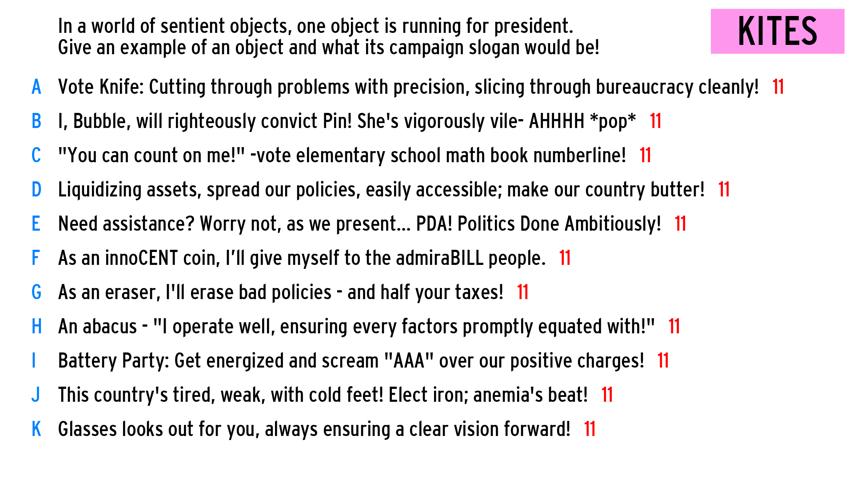 In a world of sentient objects, one object is running for president.
Give an example of an object and what its campaign slogan would be!
KITES
A Vote Knife: Cutting through problems with precision, slicing through bureaucracy cleanly! 11
B I, Bubble, will righteously convict Pin! She's vigorously vile- AHHHH *pop* 11
C "You can count on me!" -vote elementary school math book numberline! 11
D Liquidizing assets, spread our policies, easily accessible; make our country butter! 11
E Need assistance? Worry not, as we present... PDA! Politics Done Ambitiously! 11
F As an innoCENT coin, I'll give myself to the admiraBILL people. 11
G As an eraser, I'll erase bad policies - and half your taxes! 11
H An abacus - "I operate well, ensuring every factors promptly equated with!" 11
I Battery Party: Get energized and scream "AAA" over our positive charges! 11
J This country's tired, weak, with cold feet! Elect iron; anemia's beat! 11
K Glasses looks out for you, always ensuring a clear vision forward! 11